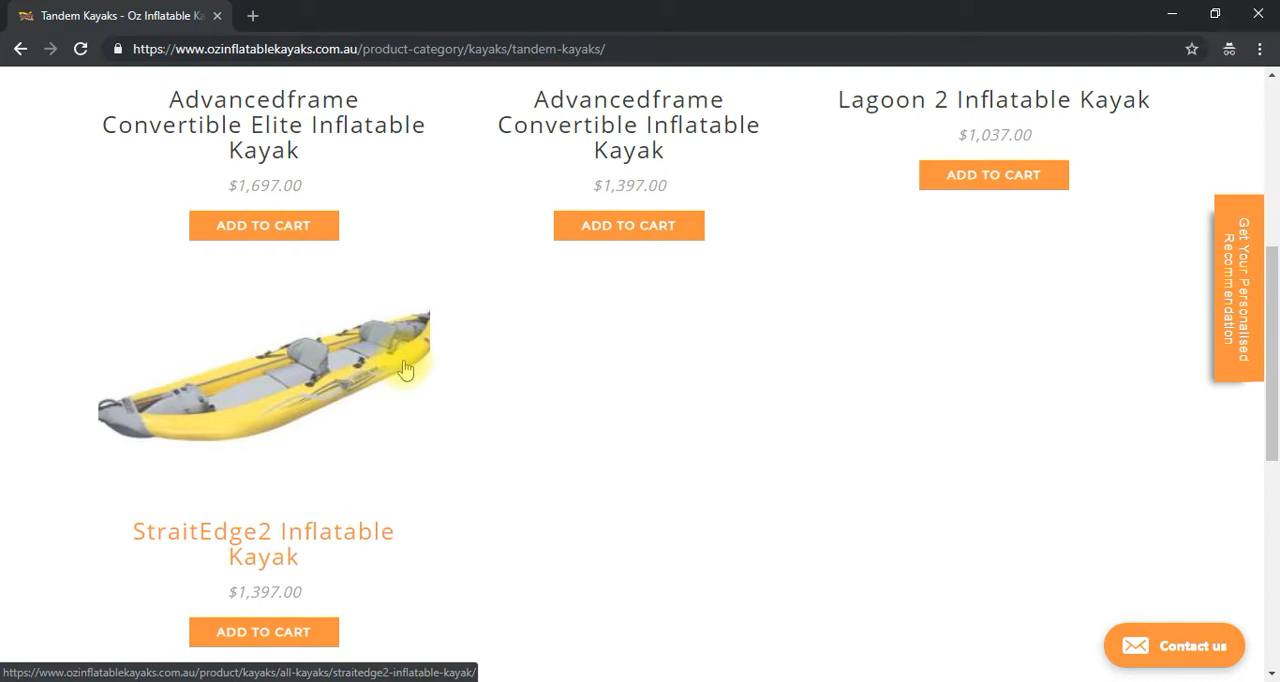 Tandem Kayaks - Oz Inflatable Ka
https://www.ozinflatablekayaks.com.au/product-category/kayaks/tandem-kayaks/
Advancedframe
Convertible Elite Inflatable
Kayak
$1,697.00
ADD TO CART
Advancedframe
Convertible Inflatable
Kayak
$1,397.00
ADD TO CART
Lagoon 2 Inflatable Kayak
$1,037.00
ADD TO CART
Get Your Personalised
Recommendation
StraitEdge2 Inflatable
Kayak
$1,397.00
ADD TO CART
Contact us
https://www.ozinflatablekayaks.com.au/product/kayaks/all-kayaks/straitedge2-inflatable-kayak/